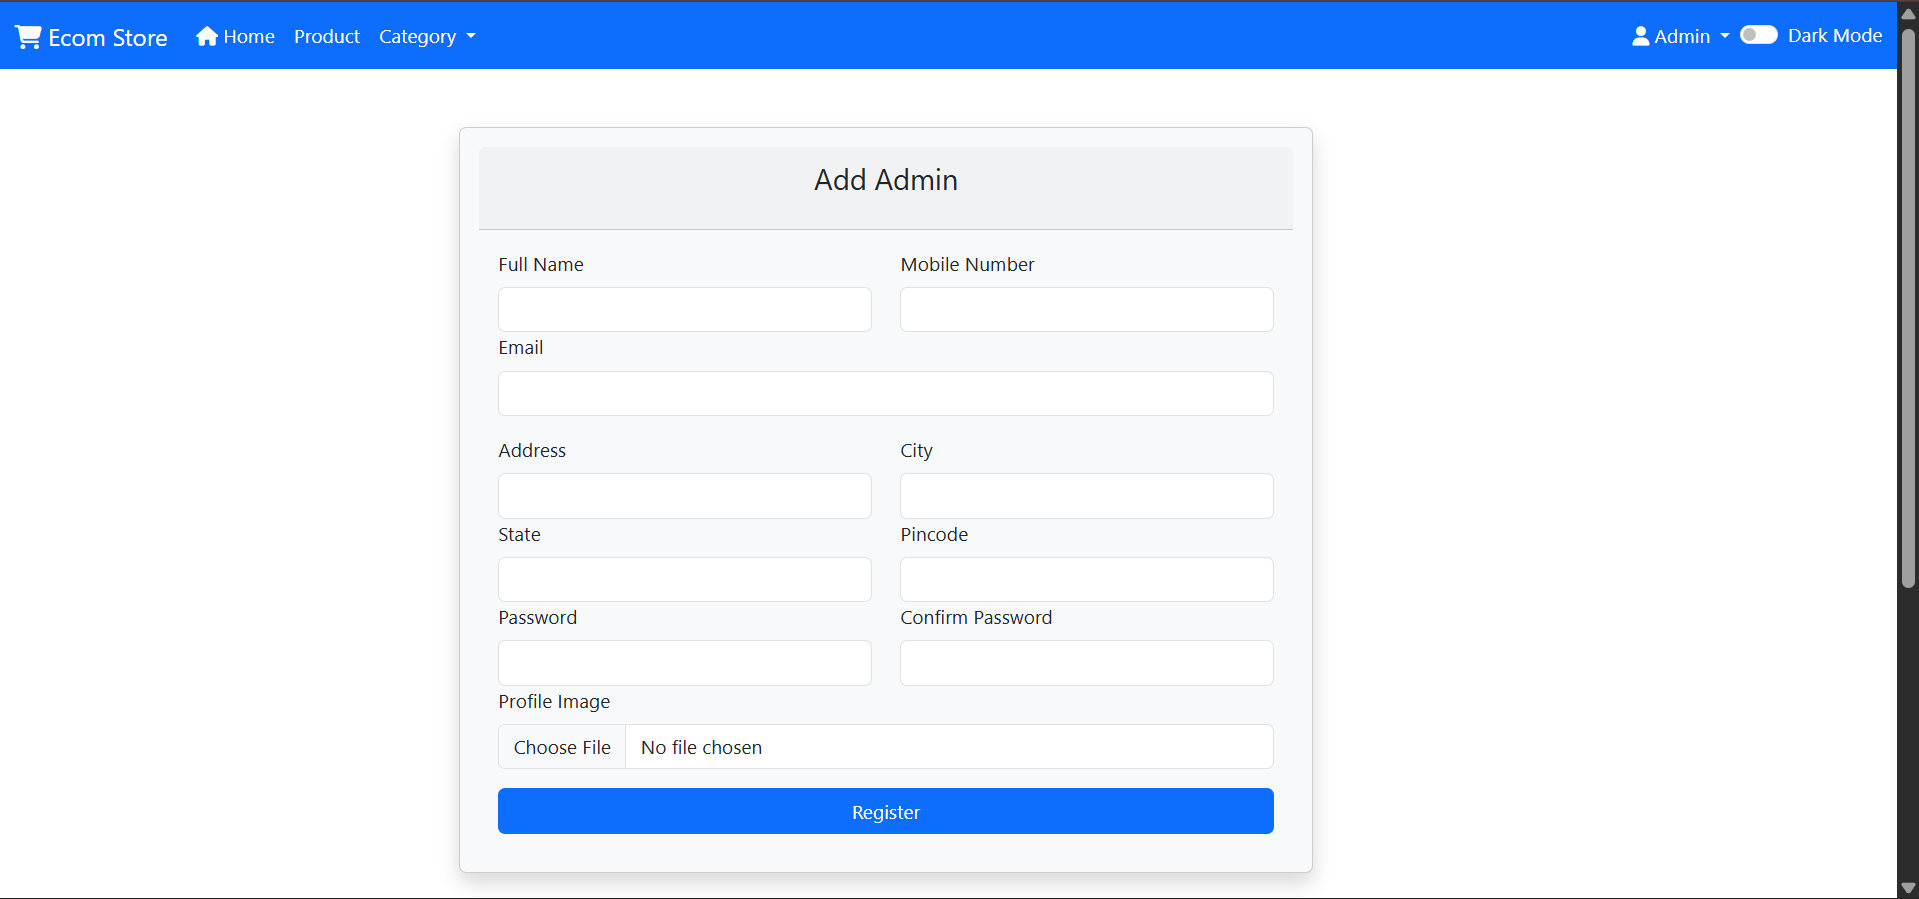 Ecom Store Home Product Category Admin Dark Mode
Add Admin
Full Name Mobile Number
Email
Address City
State Pincode
Password Confirm Password
Profile Image
Choose File No file chosen
Register